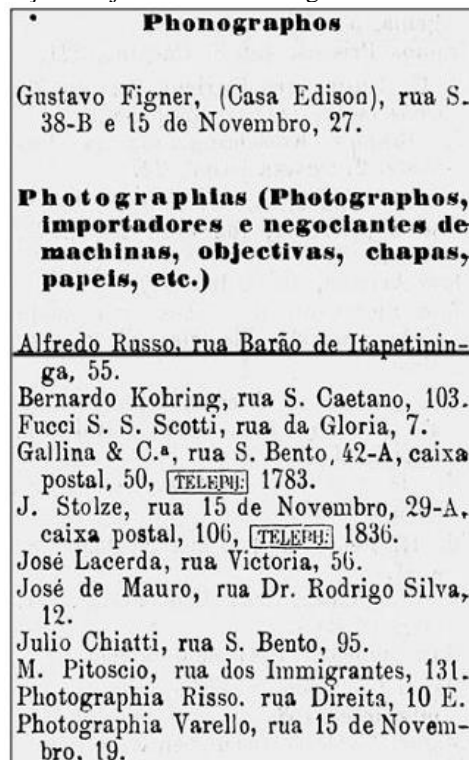 Phonographos
Gustavo Figner, (Casa Edison), rua S.
38-B e 15 de Novembro, 27.
Photographias (Photographos,
importadores e negociantes de
machinas, objectivas, chapas,
papeis, etc.)
Alfredo Russo, rua Barão de Itapetinin-
ga, 55.
Bernardo Kohring, rua S. Caetano, 103.
Fucci S. S. Scotti, rua da Gloria, 7.
Gallina & C.ª, rua S. Bento, 42-A, caixa
postal, 50, TELEPH: 1783.
J. Stolze, rua 15 de Novembro, 29-A,
caixa postal, 106, TELEPH: 1836.
José Lacerda, rua Victoria, 56.
José de Mauro, rua Dr. Rodrigo Silva,
12.
Julio Chiatti, rua S. Bento, 95.
M. Pitoscio, rua dos Immigrantes, 131.
Photographia Risso. rua Direita, 10 E.
Photographia Varello, rua 15 de Novem-
bro, 19.